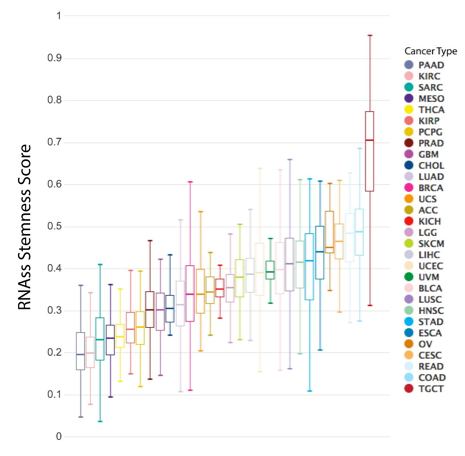 1
0.9
0.8
0.7
0.6
0.5
0.4
0.3
0.2
0.1
0
RNAss Stemness Score
Cancer Type
PAAD
KIRC
SARC
MESO
THCA
KIRP
PCPG
PRAD
GBM
CHOL
LUAD
BRCA
UCS
ACC
KICH
LGG
SKCM
LIHC
UCEC
UVM
BLCA
LUSC
HNSC
STAD
ESCA
OV
CESC
READ
COAD
TGCT